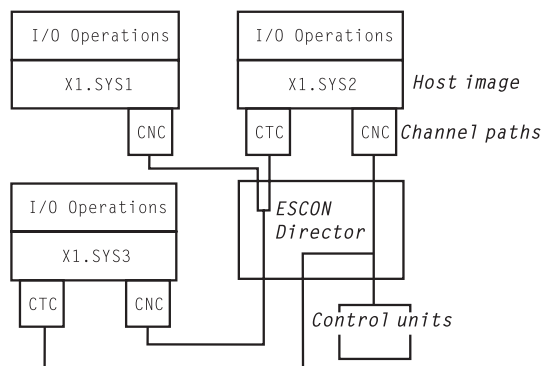 I/O Operations
X1.SYS1
CNC
I/O Operations
X1.SYS2
Host image
CTC
CNC
Channel paths
I/O Operations
X1.SYS3
CTC
CNC
ESCON
Director
Control units